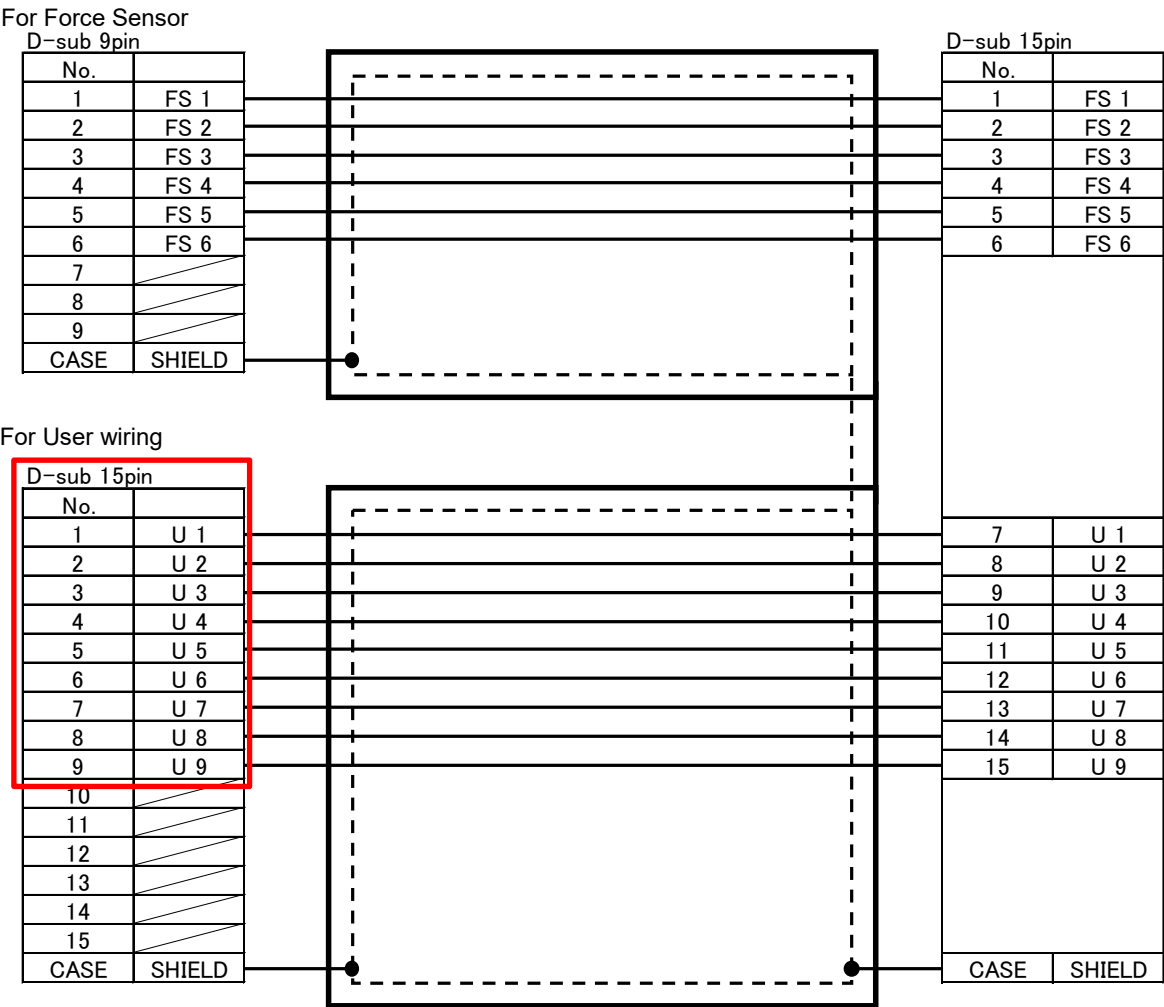 For Force Sensor
D-sub 9pin
No.
1 FS 1
2 FS 2
3 FS 3
4 FS 4
5 FS 5
6 FS 6
7
8
9
CASE SHIELD
For User wiring
D-sub 15pin
No.
1 U 1
2 U 2
3 U 3
4 U 4
5 U 5
6 U 6
7 U 7
8 U 8
9 U 9
10
11
12
13
14
15
CASE SHIELD
D-sub 15pin
No.
1 FS 1
2 FS 2
3 FS 3
4 FS 4
5 FS 5
6 FS 6
7 U 1
8 U 2
9 U 3
10 U 4
11 U 5
12 U 6
13 U 7
14 U 8
15 U 9
CASE SHIELD